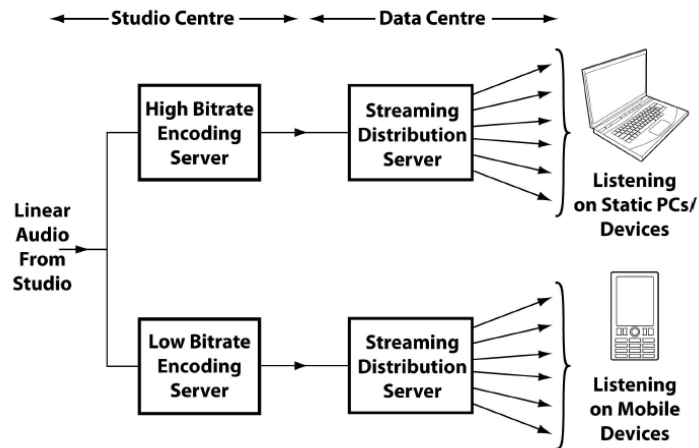 Studio Centre
Data Centre
High Bitrate
Encoding
Server
Streaming
Distribution
Server
Listening
on Static PCs/
Devices
Linear
Audio
From
Studio
Low Bitrate
Encoding
Server
Streaming
Distribution
Server
Listening
on Mobile
Devices